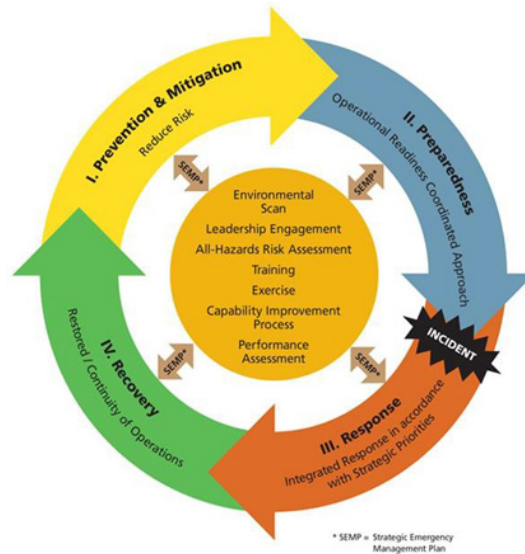 I. Prevention & Mitigation
Reduce Risk
II. Preparedness
Operational Readiness Coordinated Approach
INCIDENT
III. Response
Integrated Response in accordance
with Strategic Priorities
IV. Recovery
Restored / Continuity of Operations
SEMP*
SEMP*
SEMP*
SEMP*
Environmental
Scan
Leadership Engagement
All-Hazards Risk Assessment
Training
Exercise
Capability Improvement
Process
Performance
Assessment
* SEMP = Strategic Emergency
Management Plan